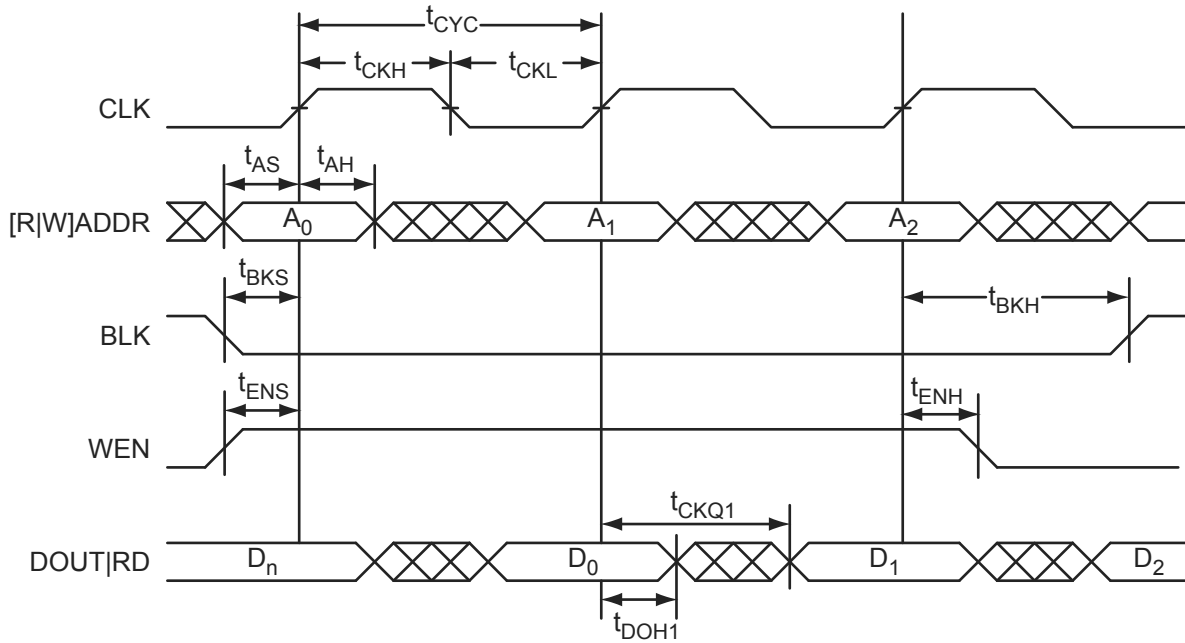 tCYC
tCKH tCKL
CLK
tAS tAH
[R|W]ADDR A0 A1 A2
tBKS tBKH
BLK
tENS tENH
WEN
tCKQ1
DOUT|RD Dn D0 D1 D2
tDOH1